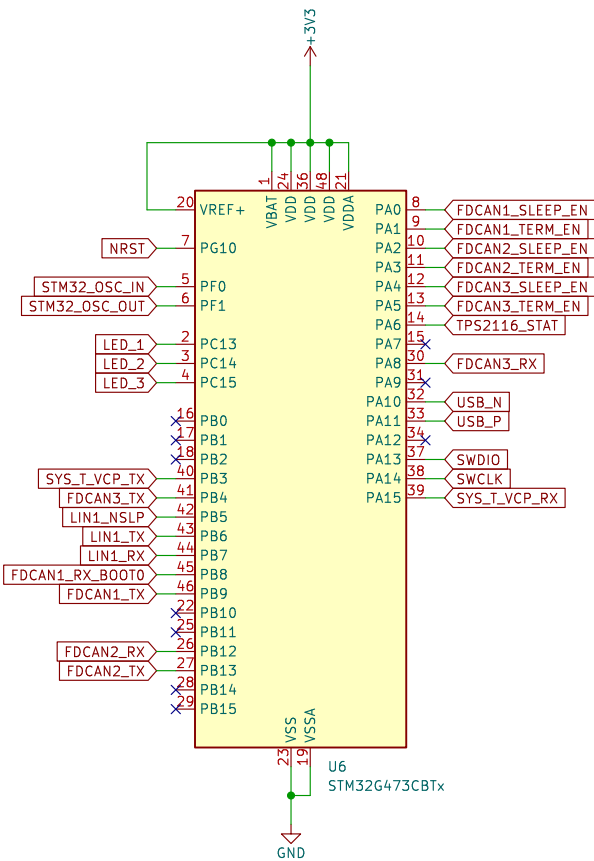 +3V3
1 VBAT
24 VDD
36 VDD
48 VDD
21 VDDA
20 VREF+
NRST 7 PG10
STM32_OSC_IN 5 PF0
STM32_OSC_OUT 6 PF1
LED_1 2 PC13
LED_2 3 PC14
LED_3 4 PC15
16 PB0
17 PB1
18 PB2
SYS_T_VCP_TX 40 PB3
FDCAN3_TX 41 PB4
LIN1_NSLP 42 PB5
LIN1_TX 43 PB6
LIN1_RX 44 PB7
FDCAN1_RX_BOOT0 45 PB8
FDCAN1_TX 46 PB9
22 PB10
25 PB11
FDCAN2_RX 26 PB12
FDCAN2_TX 27 PB13
28 PB14
29 PB15
PA0 8 FDCAN1_SLEEP_EN
PA1 9 FDCAN1_TERM_EN
PA2 10 FDCAN2_SLEEP_EN
PA3 11 FDCAN2_TERM_EN
PA4 12 FDCAN3_SLEEP_EN
PA5 13 FDCAN3_TERM_EN
PA6 14 TPS2116_STAT
PA7 15
PA8 30 FDCAN3_RX
PA9 31
PA10 32 USB_N
PA11 33 USB_P
PA12 34
PA13 37 SWDIO
PA14 38 SWCLK
PA15 39 SYS_T_VCP_RX
23 VSS
19 VSSA
U6
STM32G473CBTx
GND